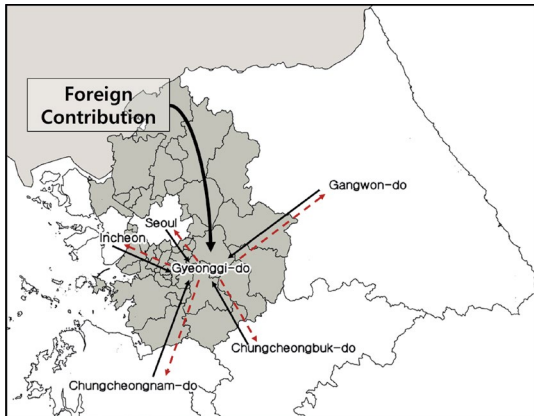 Foreign
Contribution
Gangwon-do
Seoul
Incheon
Gyeonggi-do
Chungcheongbuk-do
Chungcheongnam-do